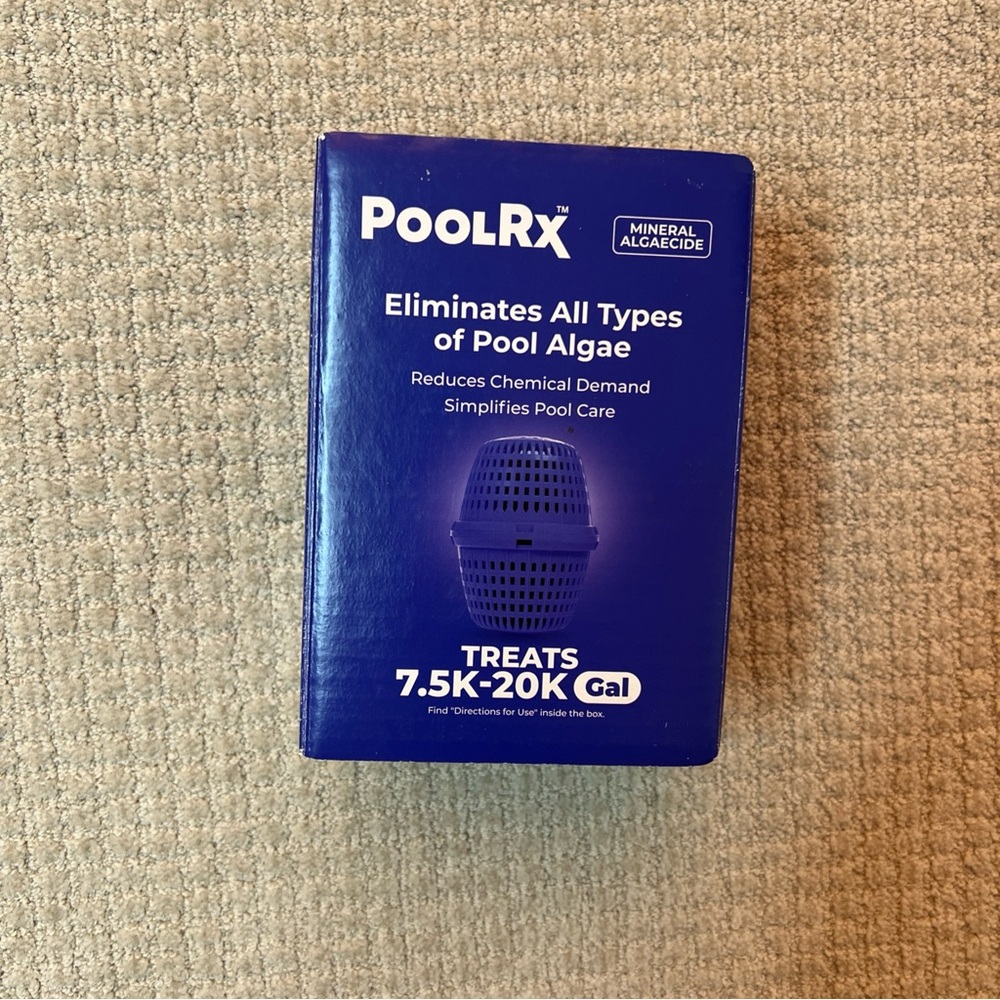 POOLRX™
MINERAL
ALGAECIDE
Eliminates All Types
of Pool Algae
Reduces Chemical Demand
Simplifies Pool Care
TREATS
7.5K-20K Gal
Find "Directions for Use" inside the box.